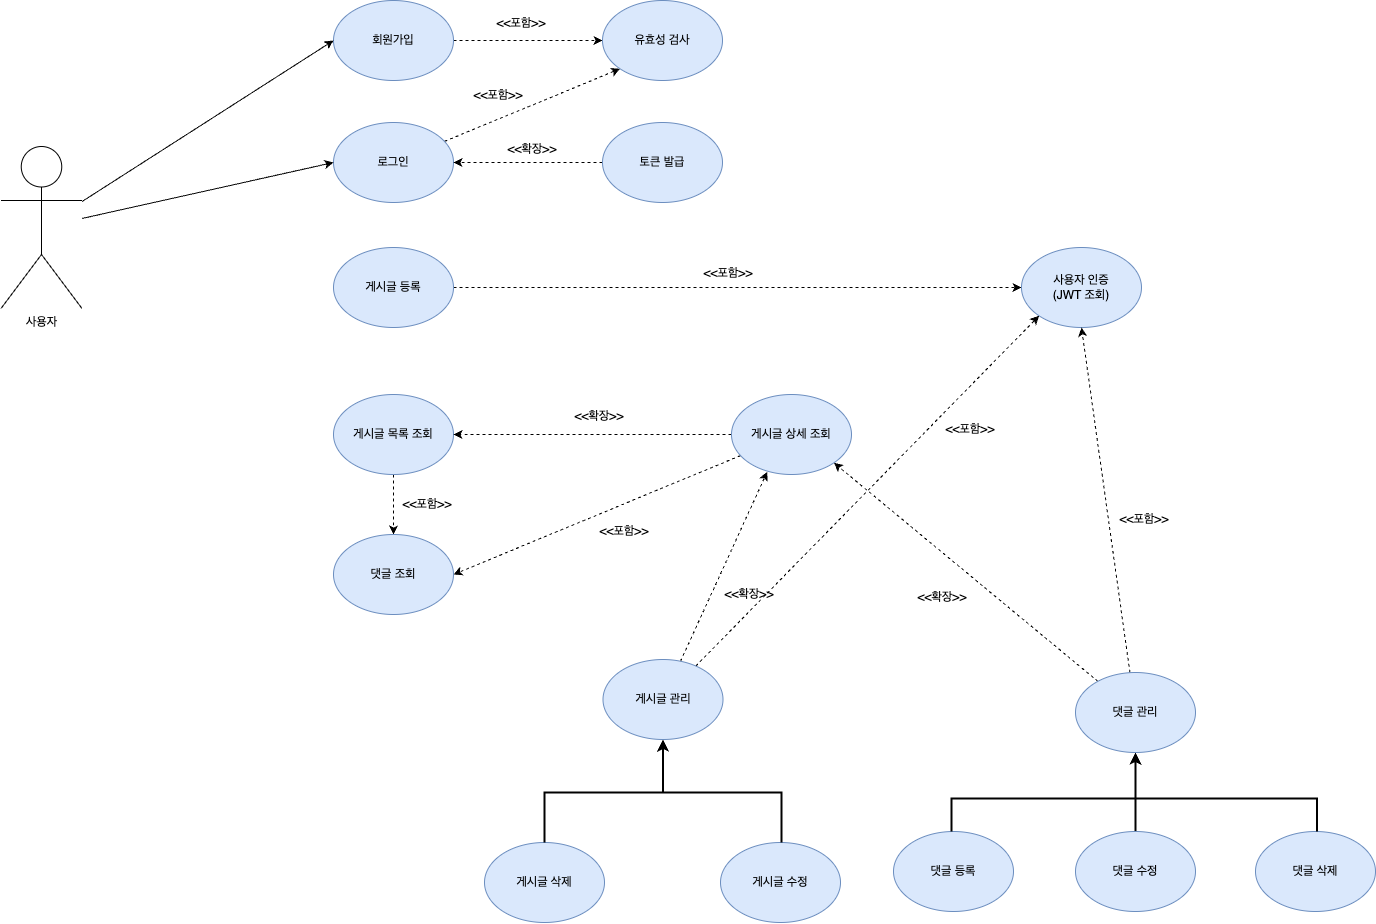 회원가입
<<포함>>
유효성 검사
<<포함>>
로그인
<<확장>>
토큰 발급
사용자
게시글 등록
<<포함>>
사용자 인증
(JWT 조회)
게시글 목록 조회
<<확장>>
게시글 상세 조회
<<포함>>
<<포함>>
<<포함>>
<<포함>>
댓글 조회
<<확장>>
<<확장>>
게시글 관리
댓글 관리
게시글 삭제
게시글 수정
댓글 등록
댓글 수정
댓글 삭제